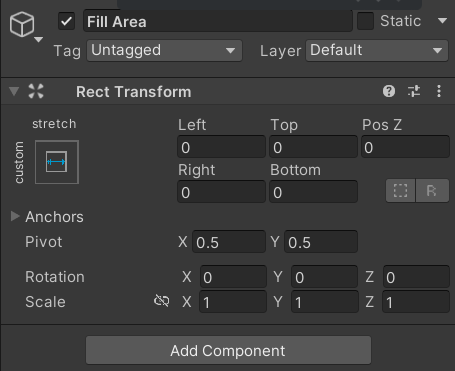 Fill Area Static
Tag Untagged Layer Default
Rect Transform
stretch Left Top Pos Z
custom 0 0 0
Right Bottom
0 0 R
Anchors
Pivot X 0.5 Y 0.5
Rotation X 0 Y 0 Z 0
Scale X 1 Y 1 Z 1
Add Component